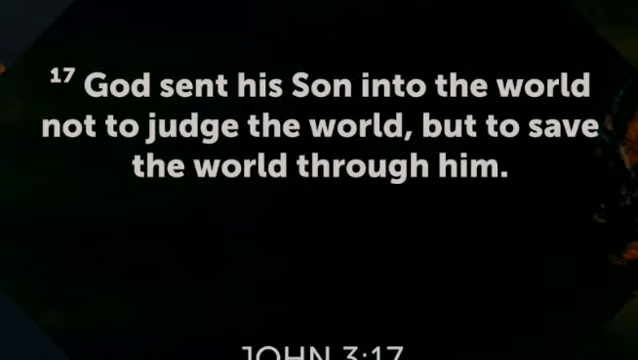 17 God sent his Son into the world
not to judge the world, but to save
the world through him.
JOHN 3:17